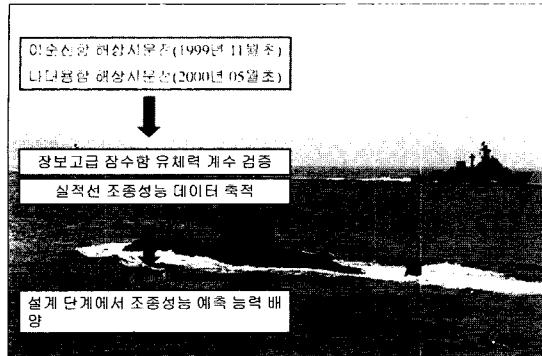 이순신함 해상시운전(1999년 11월초)
나대용함 해상시운전(2000년 05월초)
장보고급 잠수함 유체력 계수 검증
실적선 조종성능 데이터 축적
설계 단계에서 조종성능 예측 능력 배
양